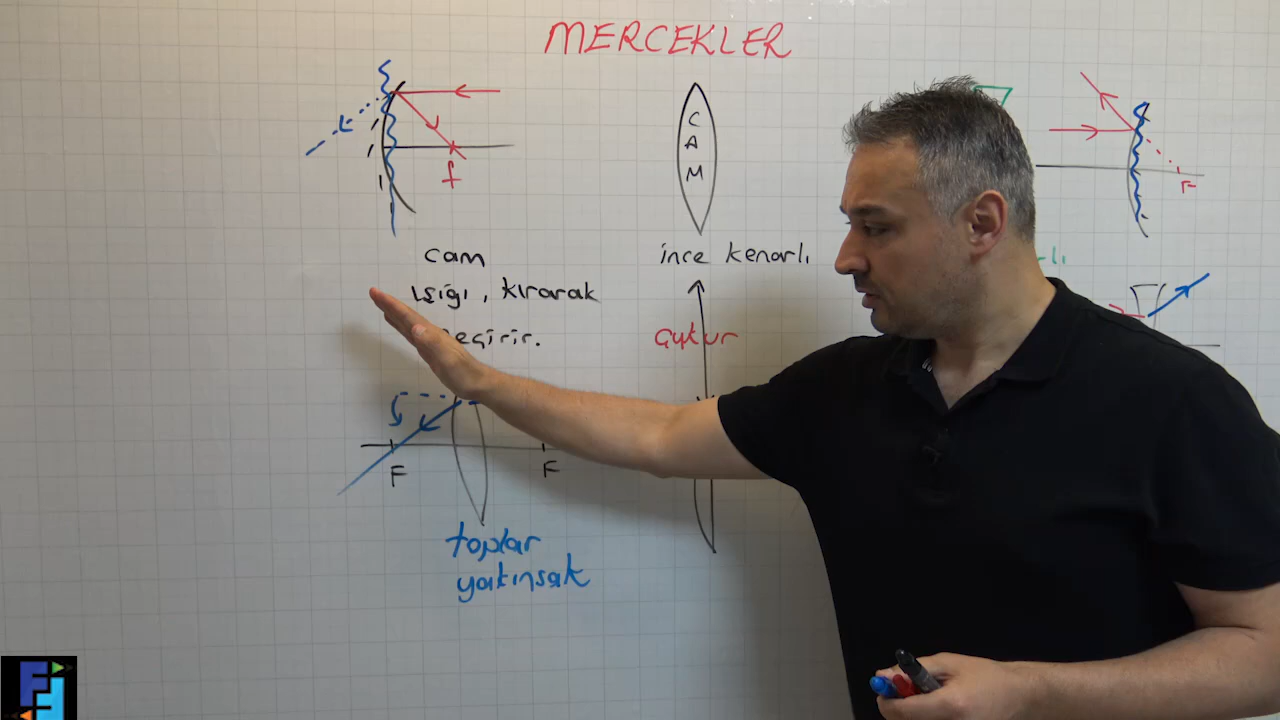 MERCEKLER
f
C
A
M
F
cam
ışığı, kırarak
ince kenarlı
Çukur
F
F
toplar
yakınsak